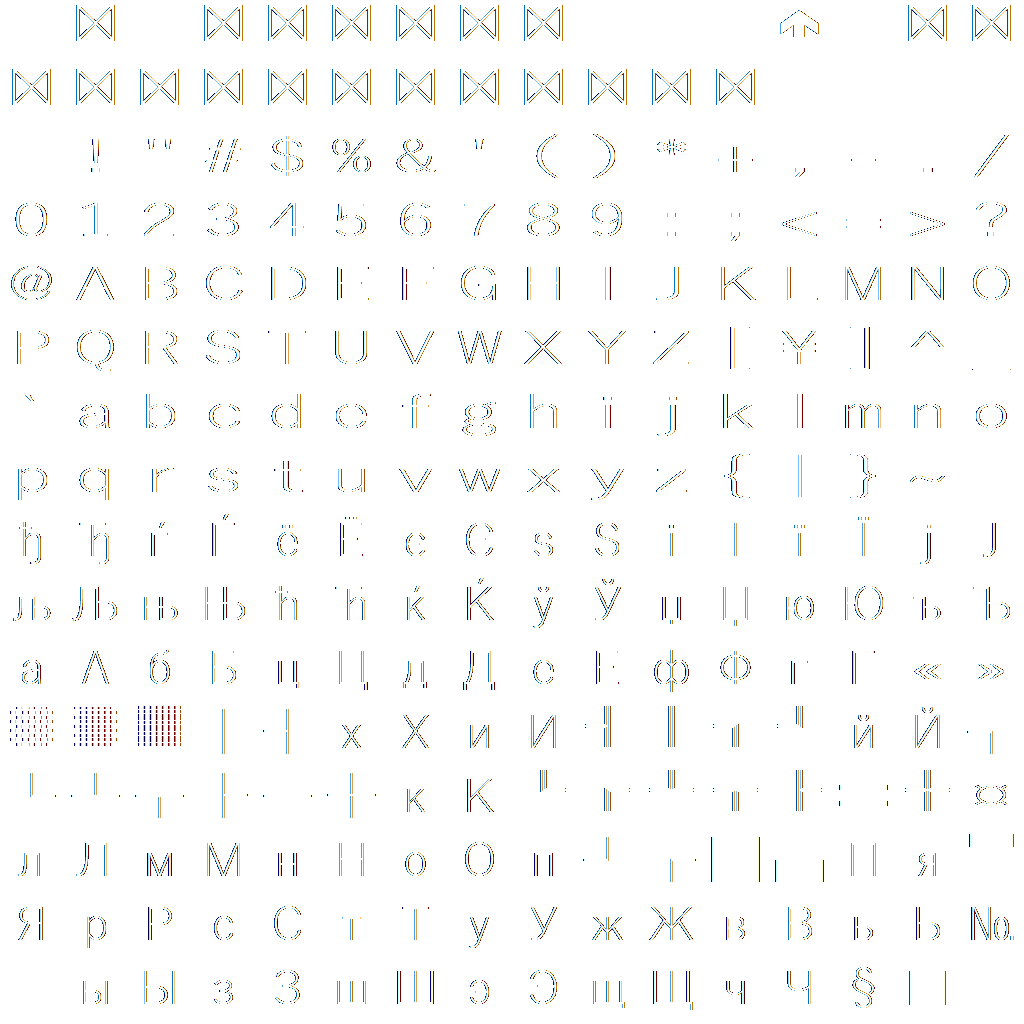 ! " # $ % & ' ( ) * + , - . /
0 1 2 3 4 5 6 7 8 9 : ; < = > ?
@ A B C D E F G H I J K L M N O
P Q R S T U V W X Y Z [ ¥ ] ^ _
` a b c d e f g h i j k l m n o
p q r s t u v w x y z { | } ~
ђ Ђ ѓ Ѓ ё Ё є Є ѕ Ѕ і І ї Ї ј Ј
љ Љ њ Њ ћ Ћ ќ Ќ ў Ў џ Џ ю Ю ъ Ъ
а А б Б ц Ц д Д е Е ф Ф г Г « »
░ ▒ ▓ │ ┤ х Х и И ╣ ║ ╗ ╝ й Й ┐
└ ┴ ┬ ├ ─ ┼ к К ╚ ╔ ╩ ╦ ╠ ═ ╬ ¤
л Л м М н Н о О п ┘ ┌ █ ▄ П я ▀
Я р Р с С т Т у У ж Ж в В ь Ь №
ы Ы з З ш Ш э Э щ Щ ч Ч § ■